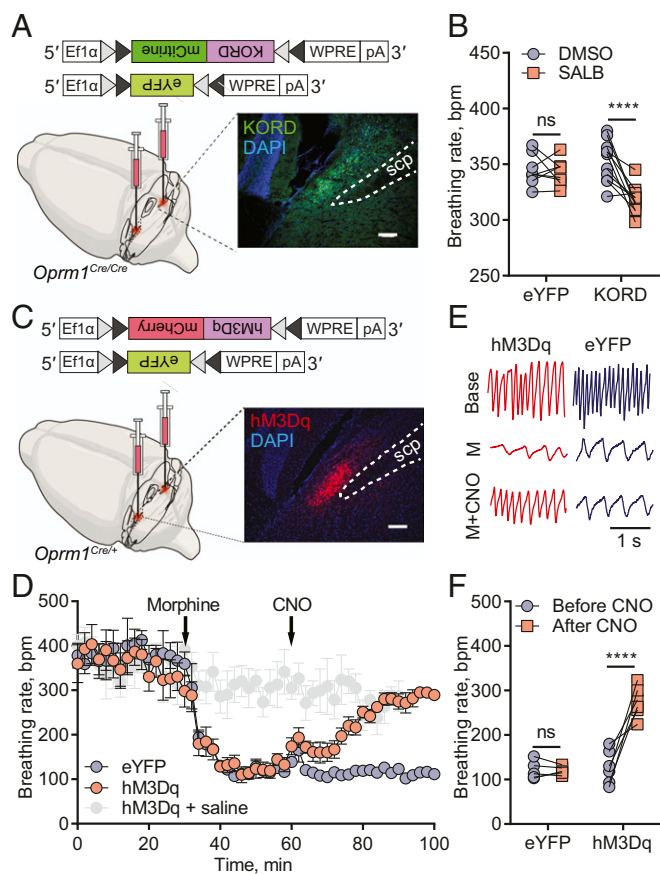 A
5′ Ef1α mCitrine KORD WPRE pA 3′
5′ Ef1α eYFP WPRE pA 3′
KORD
DAPI
scp
Oprm1Cre/Cre
B
DMSO
SALB
Breathing rate, bpm
450
400
350
300
250
ns
****
eYFP KORD
C
5′ Ef1α mCherry hM3Dq WPRE pA 3′
5′ Ef1α eYFP WPRE pA 3′
hM3Dq
DAPI
scp
Oprm1Cre/+
E
hM3Dq eYFP
Base
M
M+CNO
1 s
D
Breathing rate, bpm
500
400
300
200
100
0
Morphine
CNO
eYFP
hM3Dq
hM3Dq + saline
0 20 40 60 80 100
Time, min
F
Before CNO
After CNO
Breathing rate, bpm
500
400
300
200
100
0
ns
****
eYFP hM3Dq